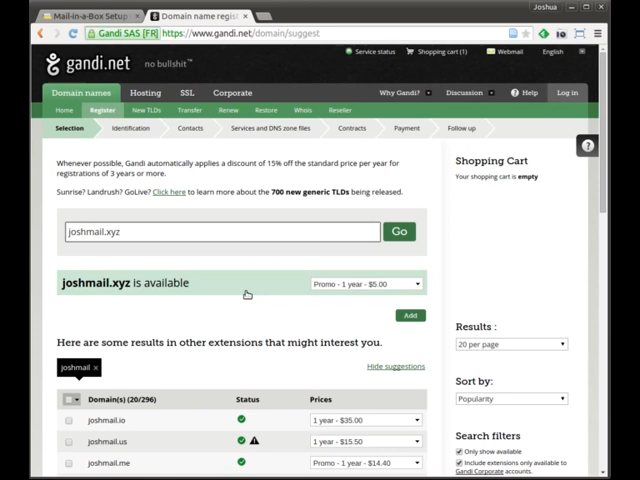 Joshua
Mail-in-a-Box Setup
Domain name regist
Gandi SAS [FR] https://www.gandi.net/domain/suggest
Service status Shopping cart (1) Webmail English
gandi.net no bullshit™
Domain names Hosting SSL Corporate Why Gandi? Discussion Help Log in
Home Register New TLDs Transfer Renew Restore Whois Reseller
Selection Identification Contacts Services and DNS zone files Contracts Payment Follow up
Whenever possible, Gandi automatically applies a discount of 15% off the standard price per year for
registrations of 3 years or more.
Sunrise? Landrush? GoLive? Click here to learn more about the 700 new generic TLDs being released.
joshmail.xyz Go
joshmail.xyz is available Promo - 1 year - $5.00
Add
Here are some results in other extensions that might interest you.
joshmail × Hide suggestions
Domain(s) (20/296) Status Prices
joshmail.io 1 year - $35.00
joshmail.us 1 year - $15.50
joshmail.me Promo - 1 year - $14.40
?
Shopping Cart
Your shopping cart is empty
Results :
20 per page
Sort by:
Popularity
Search filters
Only show available
Include extensions only available to
Gandi Corporate accounts.